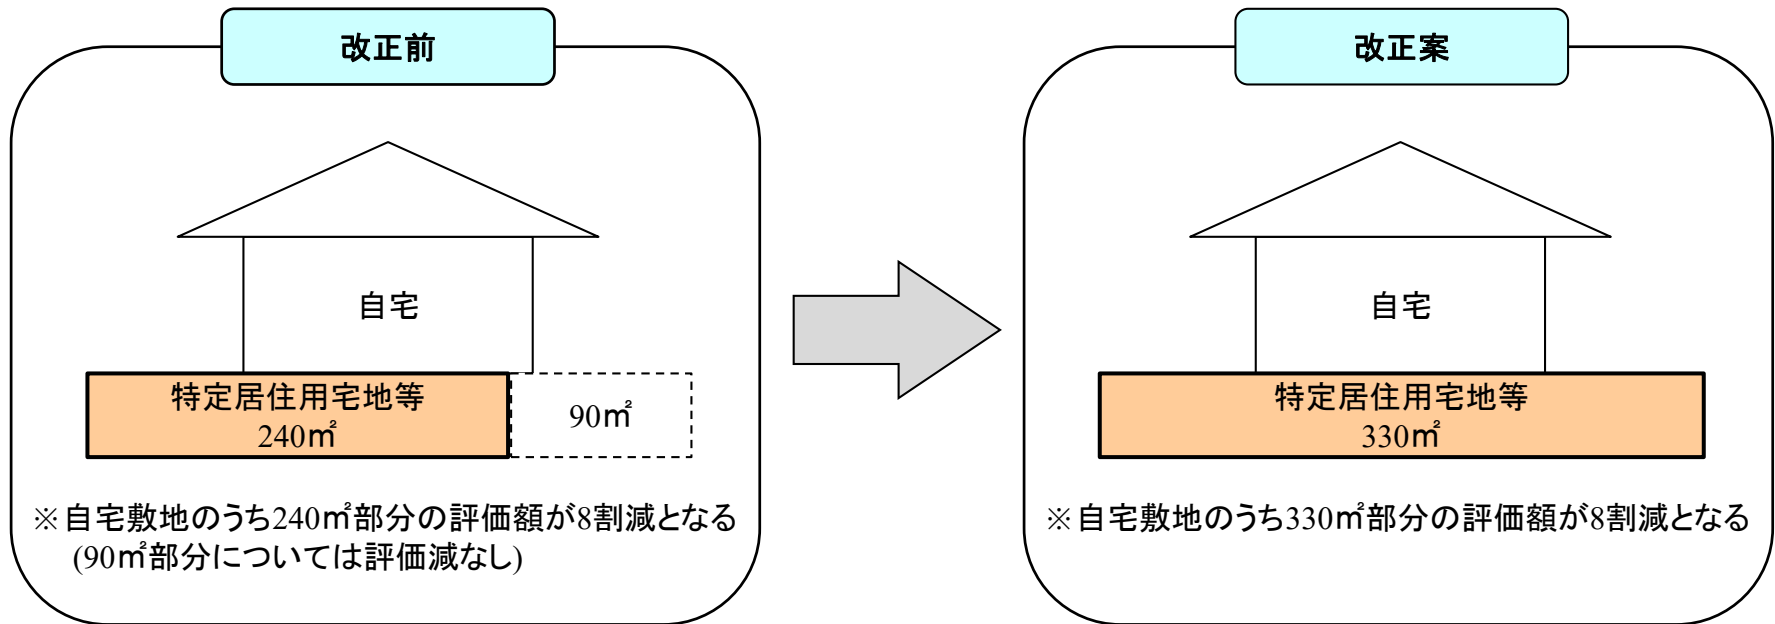 改正前
自宅
特定居住用宅地等
240㎡
90㎡
※自宅敷地のうち240㎡部分の評価額が8割減となる
(90㎡部分については評価減なし)
改正案
自宅
特定居住用宅地等
330㎡
※自宅敷地のうち330㎡部分の評価額が8割減となる